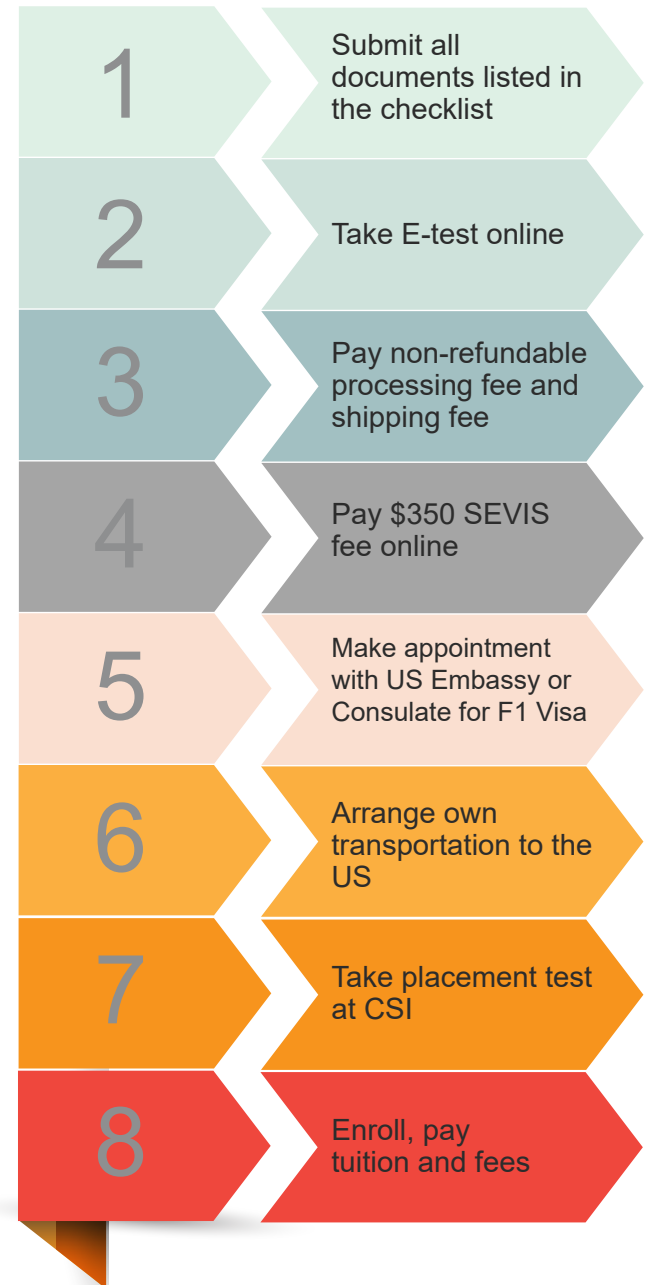 1
Submit all
documents listed in
the checklist
2
Take E-test online
3
Pay non-refundable
processing fee and
shipping fee
4
Pay $350 SEVIS
fee online
5
Make appointment
with US Embassy or
Consulate for F1 Visa
6
Arrange own
transportation to the
US
7
Take placement test
at CSI
8
Enroll, pay
tuition and fees